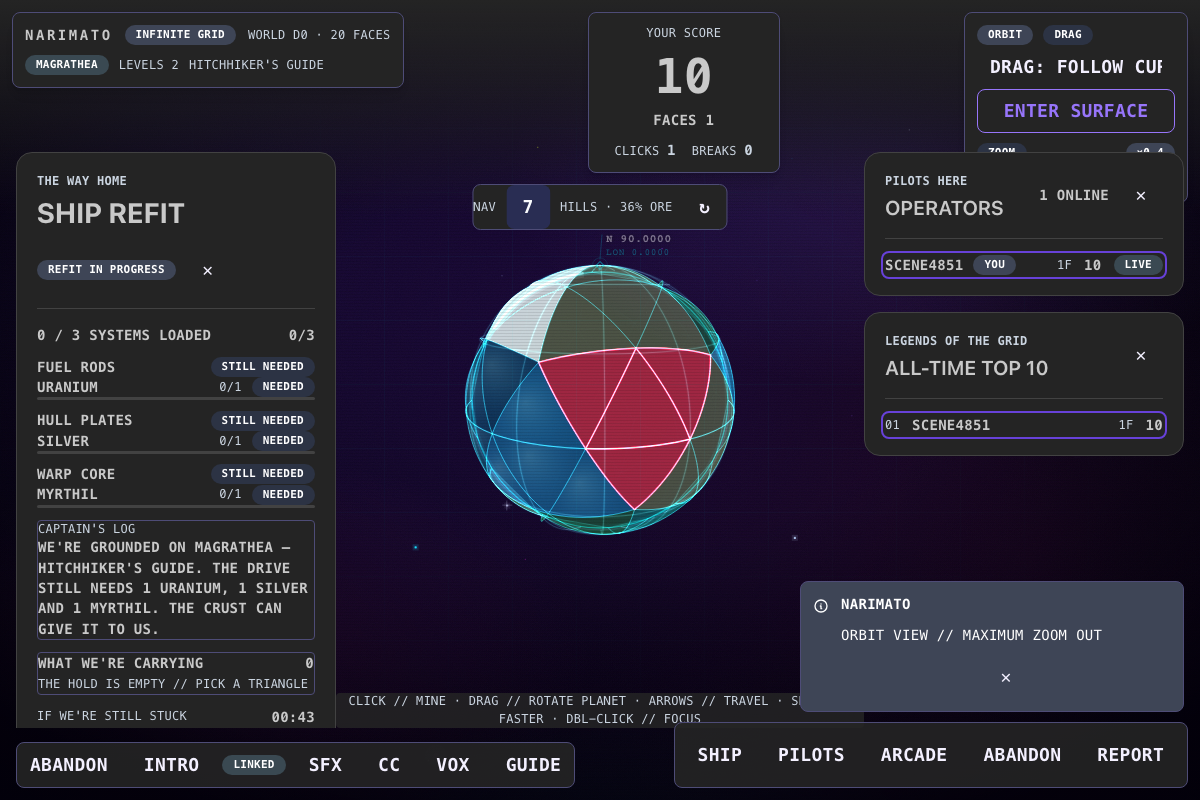 NARIMATO INFINITE GRID WORLD D0 · 20 FACES
MAGRATHEA LEVELS 2 HITCHHIKER'S GUIDE
YOUR SCORE
10
FACES 1
CLICKS 1 BREAKS 0
ORBIT DRAG
DRAG: FOLLOW
ENTER SURFACE
THE WAY HOME
SHIP REFIT
REFIT IN PROGRESS ×
0 / 3 SYSTEMS LOADED 0/3
FUEL RODS STILL NEEDED
URANIUM 0/1 NEEDED
HULL PLATES STILL NEEDED
SILVER 0/1 NEEDED
WARP CORE STILL NEEDED
MYRTHIL 0/1 NEEDED
CAPTAIN'S LOG
WE'RE GROUNDED ON MAGRATHEA —
HITCHHIKER'S GUIDE. THE DRIVE
STILL NEEDS 1 URANIUM, 1 SILVER
AND 1 MYRTHIL. THE CRUST CAN
GIVE IT TO US.
WHAT WE'RE CARRYING 0
THE HOLD IS EMPTY // PICK A TRIANGLE
IF WE'RE STILL STUCK 00:43
NAV 7 HILLS · 36% ORE ↻
N 90.0000
LON 0.0000
PILOTS HERE
OPERATORS 1 ONLINE ×
SCENE4851 YOU 1F 10 LIVE
LEGENDS OF THE GRID
ALL-TIME TOP 10 ×
01 SCENE4851 1F 10
NARIMATO
ORBIT VIEW // MAXIMUM ZOOM OUT
×
CLICK // MINE · DRAG // ROTATE PLANET · ARROWS // TRAVEL ·
FASTER · DBL-CLICK // FOCUS
ABANDON INTRO LINKED SFX CC VOX GUIDE
SHIP PILOTS ARCADE ABANDON REPORT